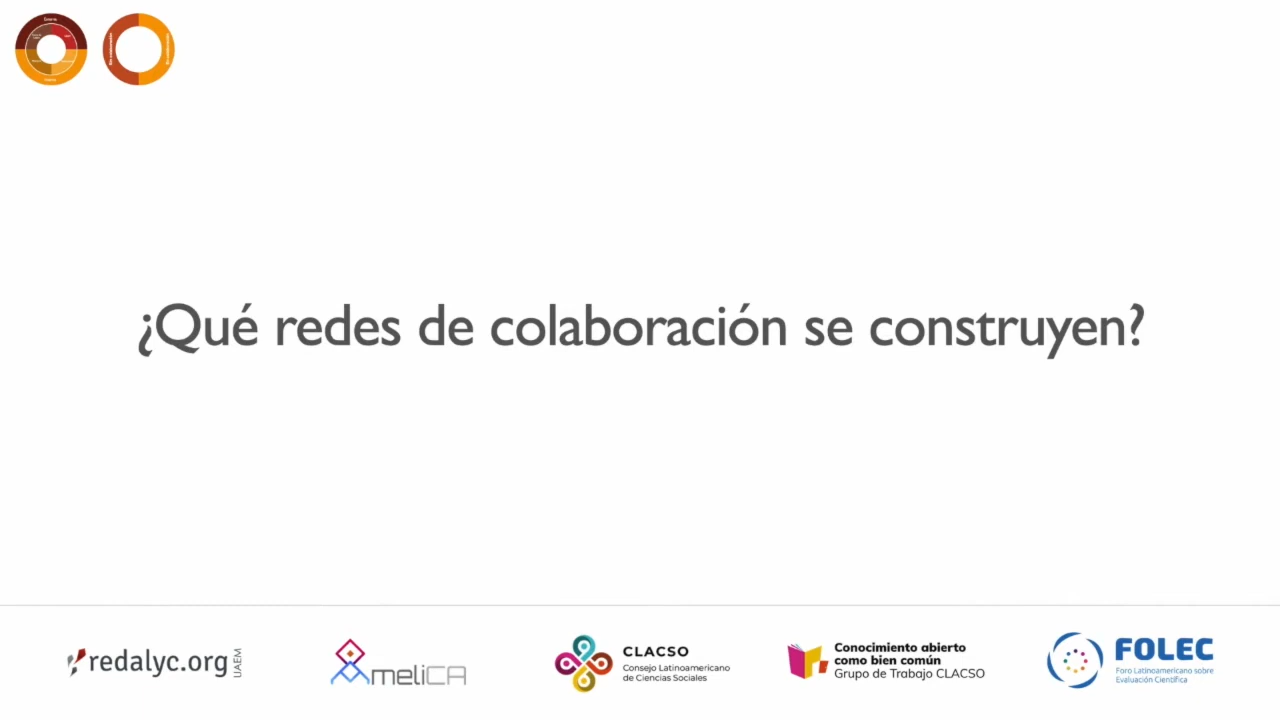 ¿Qué redes de colaboración se construyen?
redalyc.org
UAEM
AmeliCA
CLACSO
Consejo Latinoamericano
de Ciencias Sociales
Conocimiento abierto
como bien común
Grupo de Trabajo CLACSO
FOLEC
Foro Latinoamericano sobre
Evaluación Científica